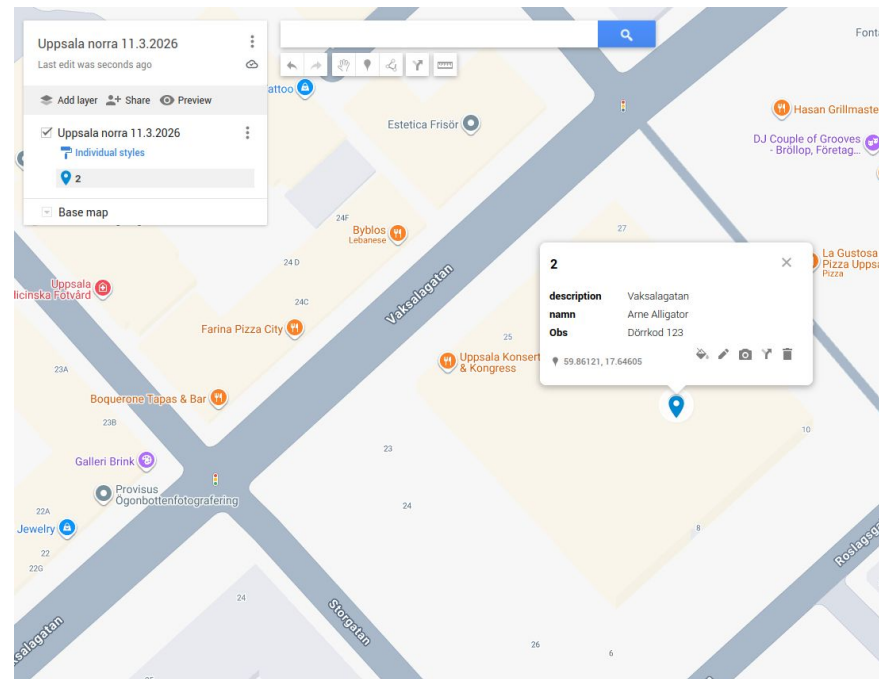 Uppsala norra 11.3.2026
Last edit was seconds ago
Add layer
Share
Preview
Uppsala norra 11.3.2026
Individual styles
2
Base map
attoo
Estetica Frisör
Hasan Grillmaste
DJ Couple of Grooves
- Bröllop, Företag...
24F
Byblos
Lebanese
27
24 D
Vaksalagatan
La Gustosa
Pizza Upps
Pizza
2
description Vaksalagatan
namn Arne Alligator
Obs Dörrkod 123
59.86121, 17.64605
Uppsala
licinska Fotvård
24C
Farina Pizza City
25
Uppsala Konsert
& Kongress
23A
Boquerone Tapas & Bar
23B
10
23
Galleri Brink
Provisus
Ögonbottenfotografering
24
22A
Jewelry
8
22
22G
Roslagsg
24
Storgatan
salagatan
26
6